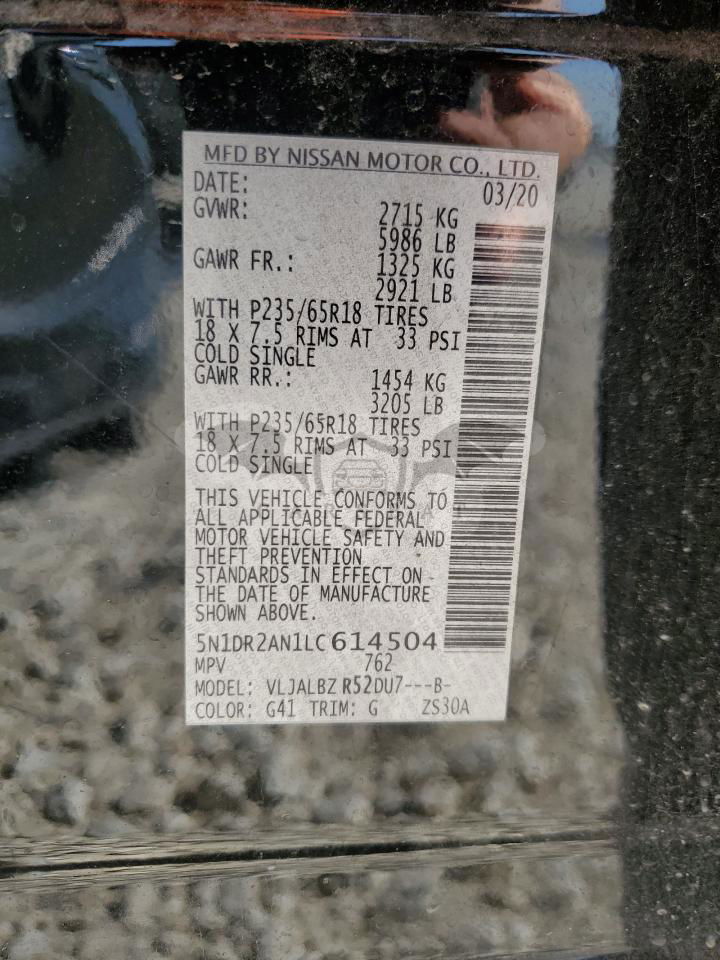 MFD BY NISSAN MOTOR CO., LTD.
DATE: 03/20
GVWR: 2715 KG
5986 LB
GAWR FR.: 1325 KG
2921 LB
WITH P235/65R18 TIRES
18 X 7.5 RIMS AT 33 PSI
COLD SINGLE
GAWR RR.: 1454 KG
3205 LB
WITH P235/65R18 TIRES
18 X 7.5 RIMS AT 33 PSI
COLD SINGLE
THIS VEHICLE CONFORMS TO
ALL APPLICABLE FEDERAL
MOTOR VEHICLE SAFETY AND
THEFT PREVENTION
STANDARDS IN EFFECT ON
THE DATE OF MANUFACTURE
SHOWN ABOVE.
5N1DR2AN1LC614504
MPV 762
MODEL: VLJALBZ R52DU7---B-
COLOR: G41 TRIM: G ZS30A